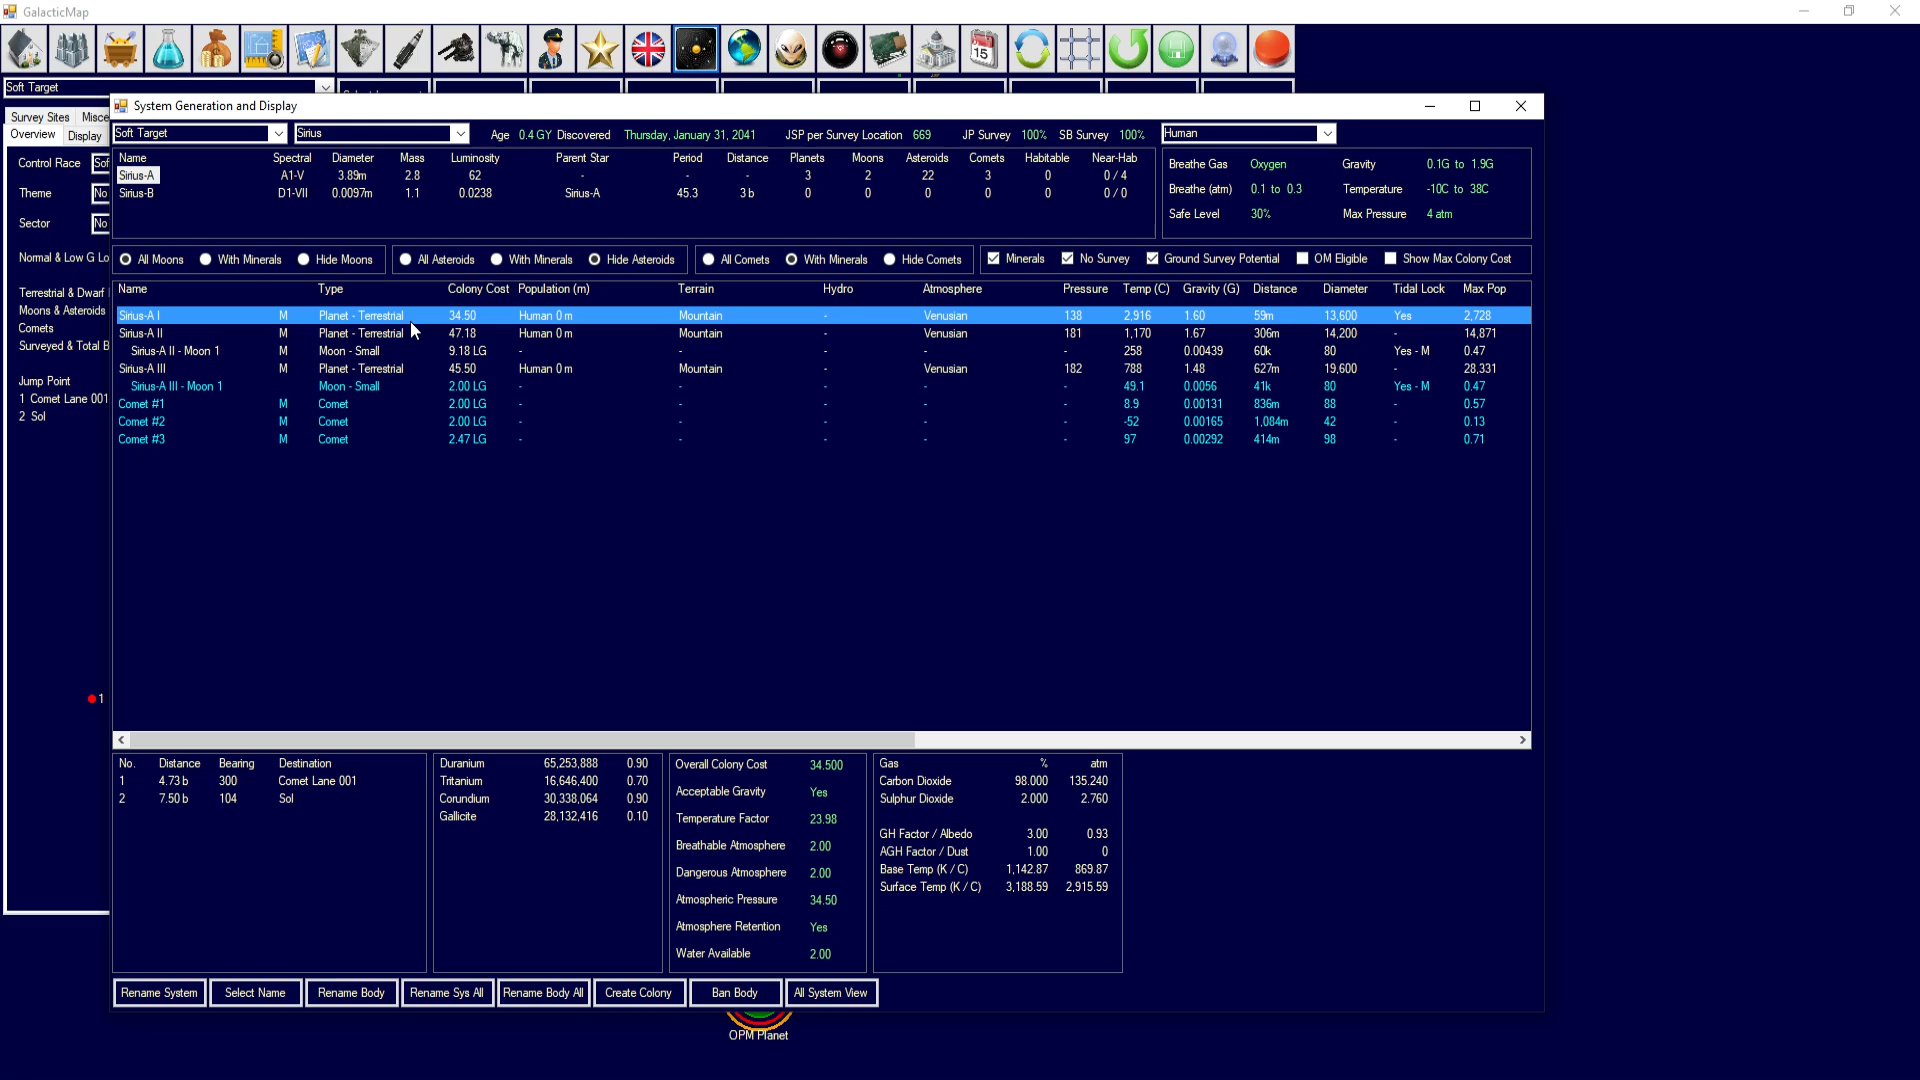 GalacticMap
15
Soft Target
System Generation and Display
Survey Sites Misce
Overview Display
Soft Target Sirius Age 0.4 GY Discovered Thursday, January 31, 2041 JSP per Survey Location 669 JP Survey 100% SB Survey 100% Human
Control Race Sof
Theme No
Sector No
Normal & Low G Lo
Terrestrial & Dwarf
Moons & Asteroids
Comets
Surveyed & Total B
Jump Point
1 Comet Lane 001
2 Sol
1
Name Spectral Diameter Mass Luminosity Parent Star Period Distance Planets Moons Asteroids Comets Habitable Near-Hab
Sirius-A A1-V 3.89m 2.8 62 - - - 3 2 22 3 0 0 / 4
Sirius-B D1-VII 0.0097m 1.1 0.0238 Sirius-A 45.3 3 b 0 0 0 0 0 0 / 0
Breathe Gas Oxygen Gravity 0.1G to 1.9G
Breathe (atm) 0.1 to 0.3 Temperature -10C to 38C
Safe Level 30% Max Pressure 4 atm
All Moons With Minerals Hide Moons All Asteroids With Minerals Hide Asteroids All Comets With Minerals Hide Comets Minerals No Survey Ground Survey Potential OM Eligible Show Max Colony Cost
Name Type Colony Cost Population (m) Terrain Hydro Atmosphere Pressure Temp (C) Gravity (G) Distance Diameter Tidal Lock Max Pop
Sirius-A I M Planet - Terrestrial 34.50 Human 0 m Mountain - Venusian 138 2,916 1.60 59m 13,600 Yes 2,728
Sirius-A II M Planet - Terrestrial 47.18 Human 0 m Mountain - Venusian 181 1,170 1.67 306m 14,200 - 14,871
Sirius-A II - Moon 1 M Moon - Small 9.18 LG - - - - - 258 0.00439 60k 80 Yes - M 0.47
Sirius-A III M Planet - Terrestrial 45.50 Human 0 m Mountain - Venusian 182 788 1.48 627m 19,600 - 28,331
Sirius-A III - Moon 1 Moon - Small 2.00 LG - - - - - 49.1 0.0056 41k 80 Yes - M 0.47
Comet #1 M Comet 2.00 LG - - - - - 8.9 0.00131 836m 88 - 0.57
Comet #2 M Comet 2.00 LG - - - - - -52 0.00165 1,084m 42 - 0.13
Comet #3 M Comet 2.47 LG - - - - - 97 0.00292 414m 98 - 0.71
No. Distance Bearing Destination
1 4.73 b 300 Comet Lane 001
2 7.50 b 104 Sol
Duranium 65,253,888 0.90
Tritanium 16,646,400 0.70
Corundium 30,338,064 0.90
Gallicite 28,132,416 0.10
Overall Colony Cost 34.500
Acceptable Gravity Yes
Temperature Factor 23.98
Breathable Atmosphere 2.00
Dangerous Atmosphere 2.00
Atmospheric Pressure 34.50
Atmosphere Retention Yes
Water Available 2.00
Gas % atm
Carbon Dioxide 98.000 135.240
Sulphur Dioxide 2.000 2.760
GH Factor / Albedo 3.00 0.93
AGH Factor / Dust 1.00 0
Base Temp (K / C) 1,142.87 869.87
Surface Temp (K / C) 3,188.59 2,915.59
Rename System Select Name Rename Body Rename Sys All Rename Body All Create Colony Ban Body All System View
OPM Planet